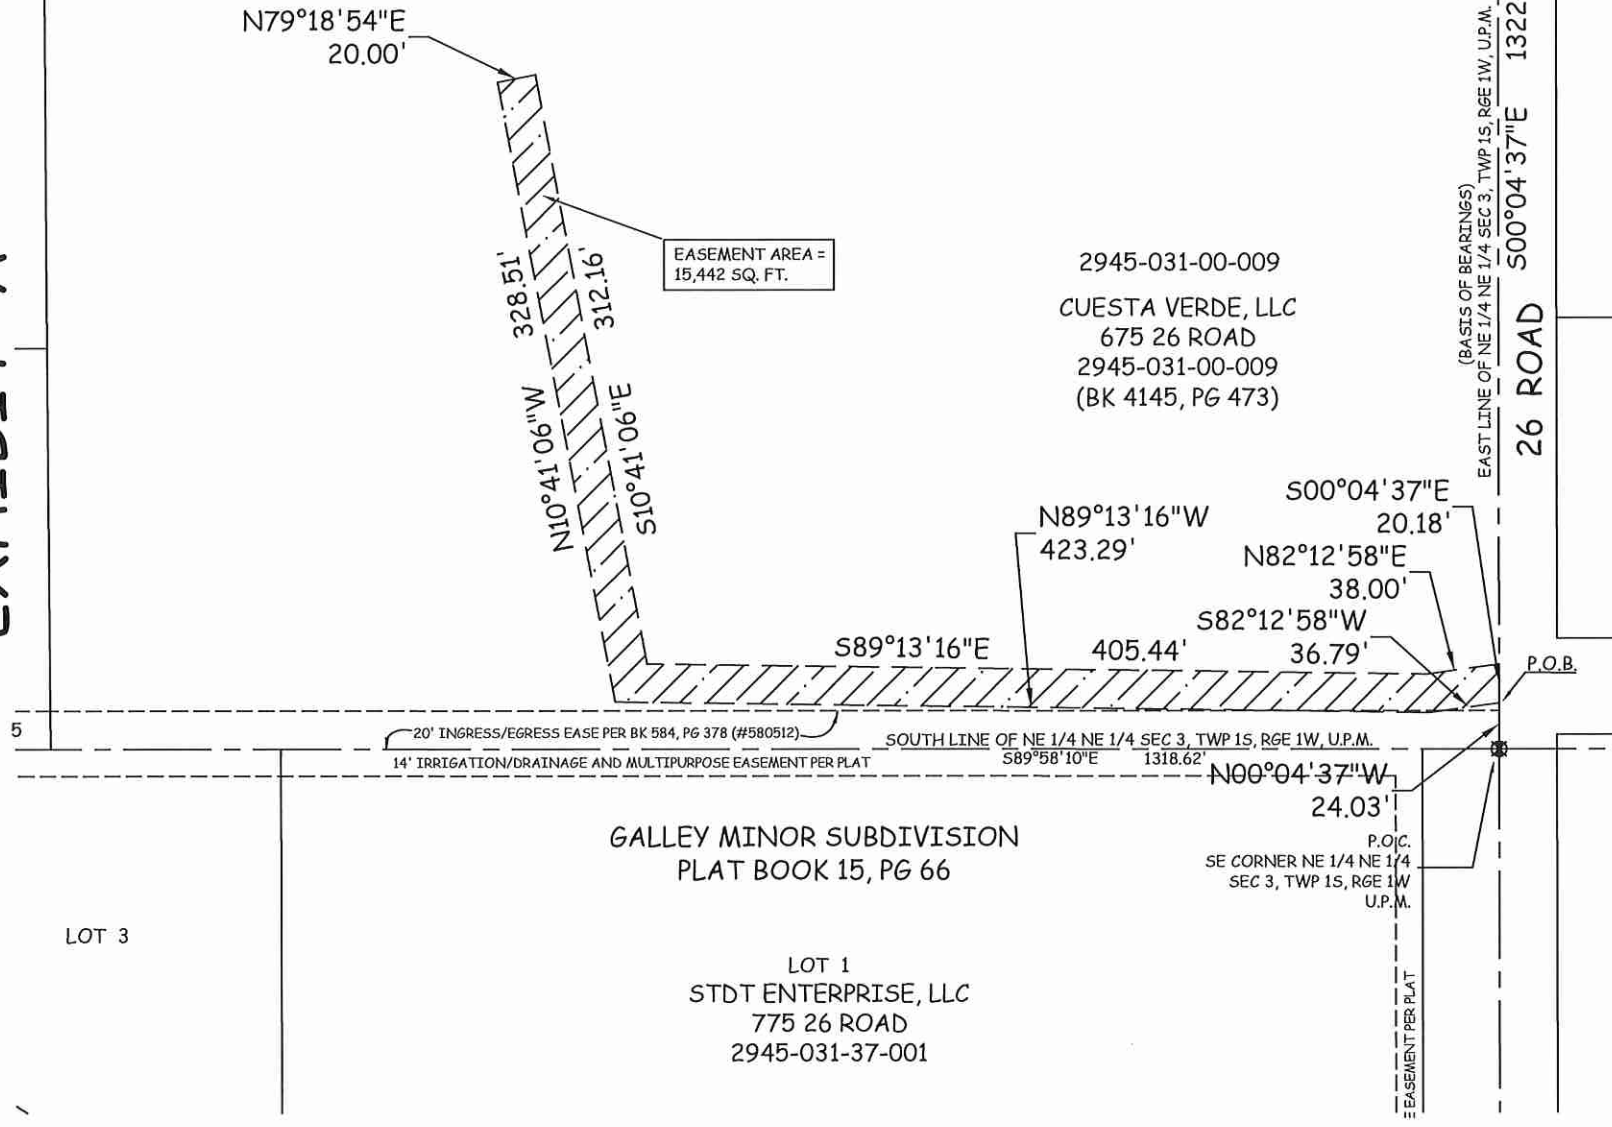 N79°18'54"E
20.00'
EASEMENT AREA =
15,442 SQ. FT.
328.51'
312.16'
N10°41'06"W
S10°41'06"E
2945-031-00-009
CUESTA VERDE, LLC
675 26 ROAD
2945-031-00-009
(BK 4145, PG 473)
(BASIS OF BEARINGS)
EAST LINE OF NE 1/4 NE 1/4 SEC 3, TWP 1S, RGE 1W, U.P.M.
S00°04'37"E 1322
26 ROAD
S00°04'37"E
20.18'
N89°13'16"W
423.29'
N82°12'58"E
38.00'
S82°12'58"W
36.79'
S89°13'16"E 405.44'
P.O.B.
5
20' INGRESS/EGRESS EASE PER BK 584, PG 378 (#580512)
SOUTH LINE OF NE 1/4 NE 1/4 SEC 3, TWP 1S, RGE 1W, U.P.M.
S89°58'10"E 1318.62'
14' IRRIGATION/DRAINAGE AND MULTIPURPOSE EASEMENT PER PLAT
N00°04'37"W
24.03'
P.O.C.
SE CORNER NE 1/4 NE 1/4
SEC 3, TWP 1S, RGE 1W
U.P.M.
GALLEY MINOR SUBDIVISION
PLAT BOOK 15, PG 66
LOT 3
LOT 1
STDT ENTERPRISE, LLC
775 26 ROAD
2945-031-37-001
EASEMENT PER PLAT